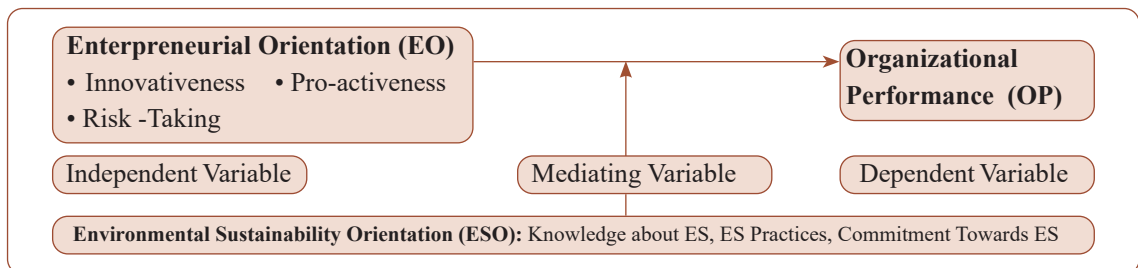 Enterpreneurial Orientation (EO)
• Innovativeness • Pro-activeness
• Risk -Taking
Organizational
Performance (OP)
Independent Variable
Mediating Variable
Dependent Variable
Environmental Sustainability Orientation (ESO): Knowledge about ES, ES Practices, Commitment Towards ES